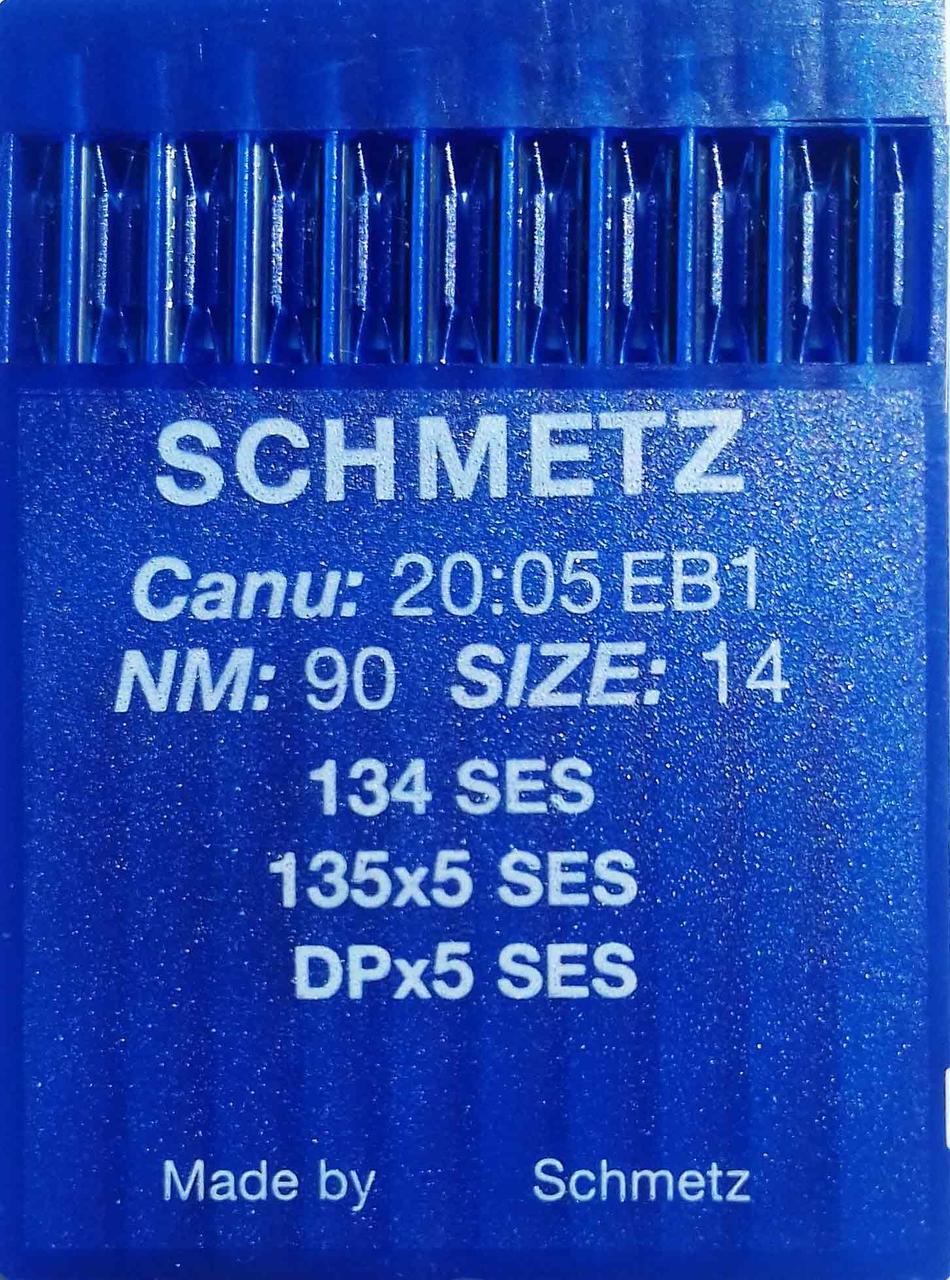 SCHMETZ
Canu: 20:05 EB1
NM: 90 SIZE: 14
134 SES
135x5 SES
DPx5 SES
Made by Schmetz